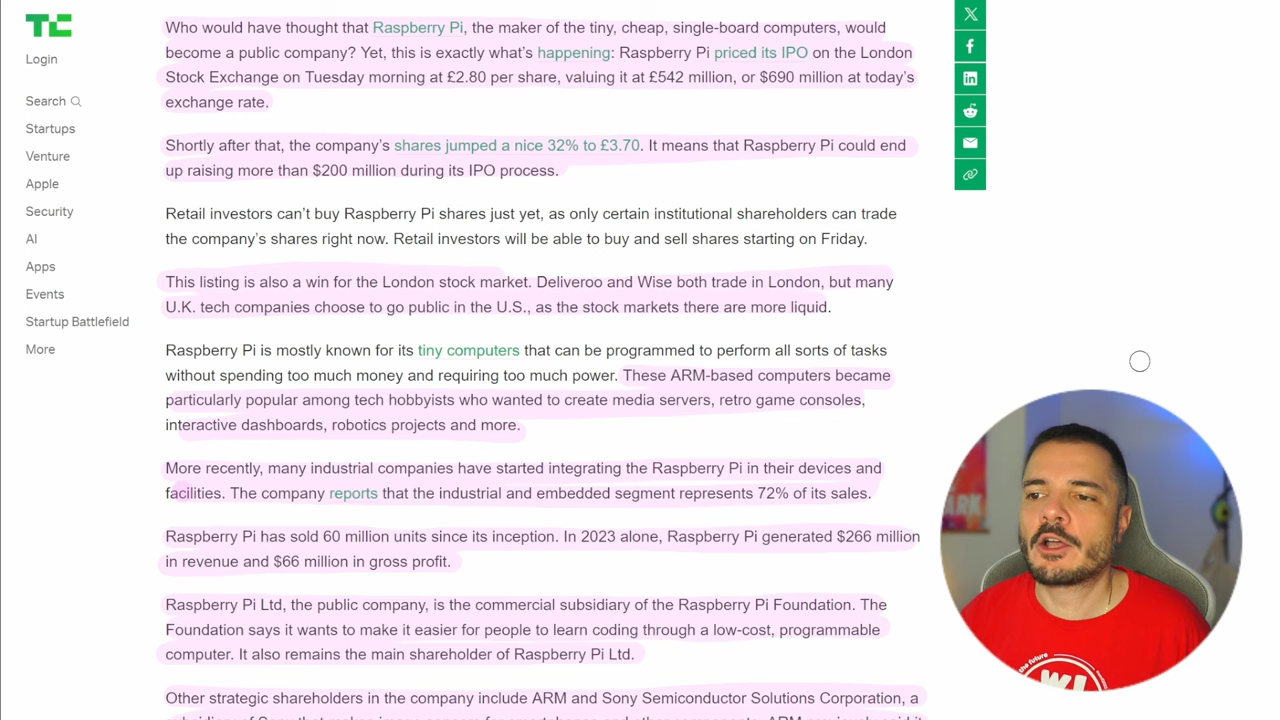 TC
Login
Search
Startups
Venture
Apple
Security
AI
Apps
Events
Startup Battlefield
More
Who would have thought that Raspberry Pi, the maker of the tiny, cheap, single-board computers, would
become a public company? Yet, this is exactly what's happening: Raspberry Pi priced its IPO on the London
Stock Exchange on Tuesday morning at £2.80 per share, valuing it at £542 million, or $690 million at today's
exchange rate.
Shortly after that, the company's shares jumped a nice 32% to £3.70. It means that Raspberry Pi could end
up raising more than $200 million during its IPO process.
Retail investors can't buy Raspberry Pi shares just yet, as only certain institutional shareholders can trade
the company's shares right now. Retail investors will be able to buy and sell shares starting on Friday.
This listing is also a win for the London stock market. Deliveroo and Wise both trade in London, but many
U.K. tech companies choose to go public in the U.S., as the stock markets there are more liquid.
Raspberry Pi is mostly known for its tiny computers that can be programmed to perform all sorts of tasks
without spending too much money and requiring too much power. These ARM-based computers became
particularly popular among tech hobbyists who wanted to create media servers, retro game consoles,
interactive dashboards, robotics projects and more.
More recently, many industrial companies have started integrating the Raspberry Pi in their devices and
facilities. The company reports that the industrial and embedded segment represents 72% of its sales.
Raspberry Pi has sold 60 million units since its inception. In 2023 alone, Raspberry Pi generated $266 million
in revenue and $66 million in gross profit.
Raspberry Pi Ltd, the public company, is the commercial subsidiary of the Raspberry Pi Foundation. The
Foundation says it wants to make it easier for people to learn coding through a low-cost, programmable
computer. It also remains the main shareholder of Raspberry Pi Ltd.
Other strategic shareholders in the company include ARM and Sony Semiconductor Solutions Corporation, a